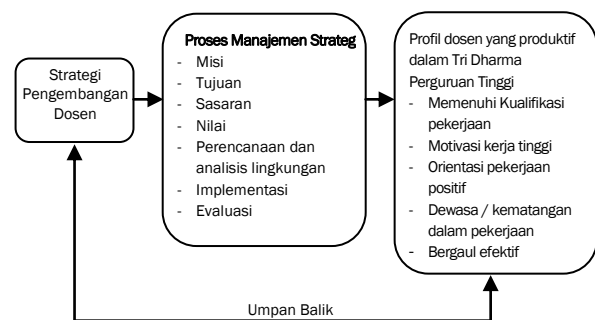 Strategi
Pengembangan
Dosen
Proses Manajemen Strateg
- Misi
- Tujuan
- Sasaran
- Nilai
- Perencanaan dan
analisis lingkungan
- Implementasi
- Evaluasi
Profil dosen yang produktif
dalam Tri Dharma
Perguruan Tinggi
- Memenuhi Kualifikasi
pekerjaan
- Motivasi kerja tinggi
- Orientasi pekerjaan
positif
- Dewasa / kematangan
dalam pekerjaan
- Bergaul efektif
Umpan Balik